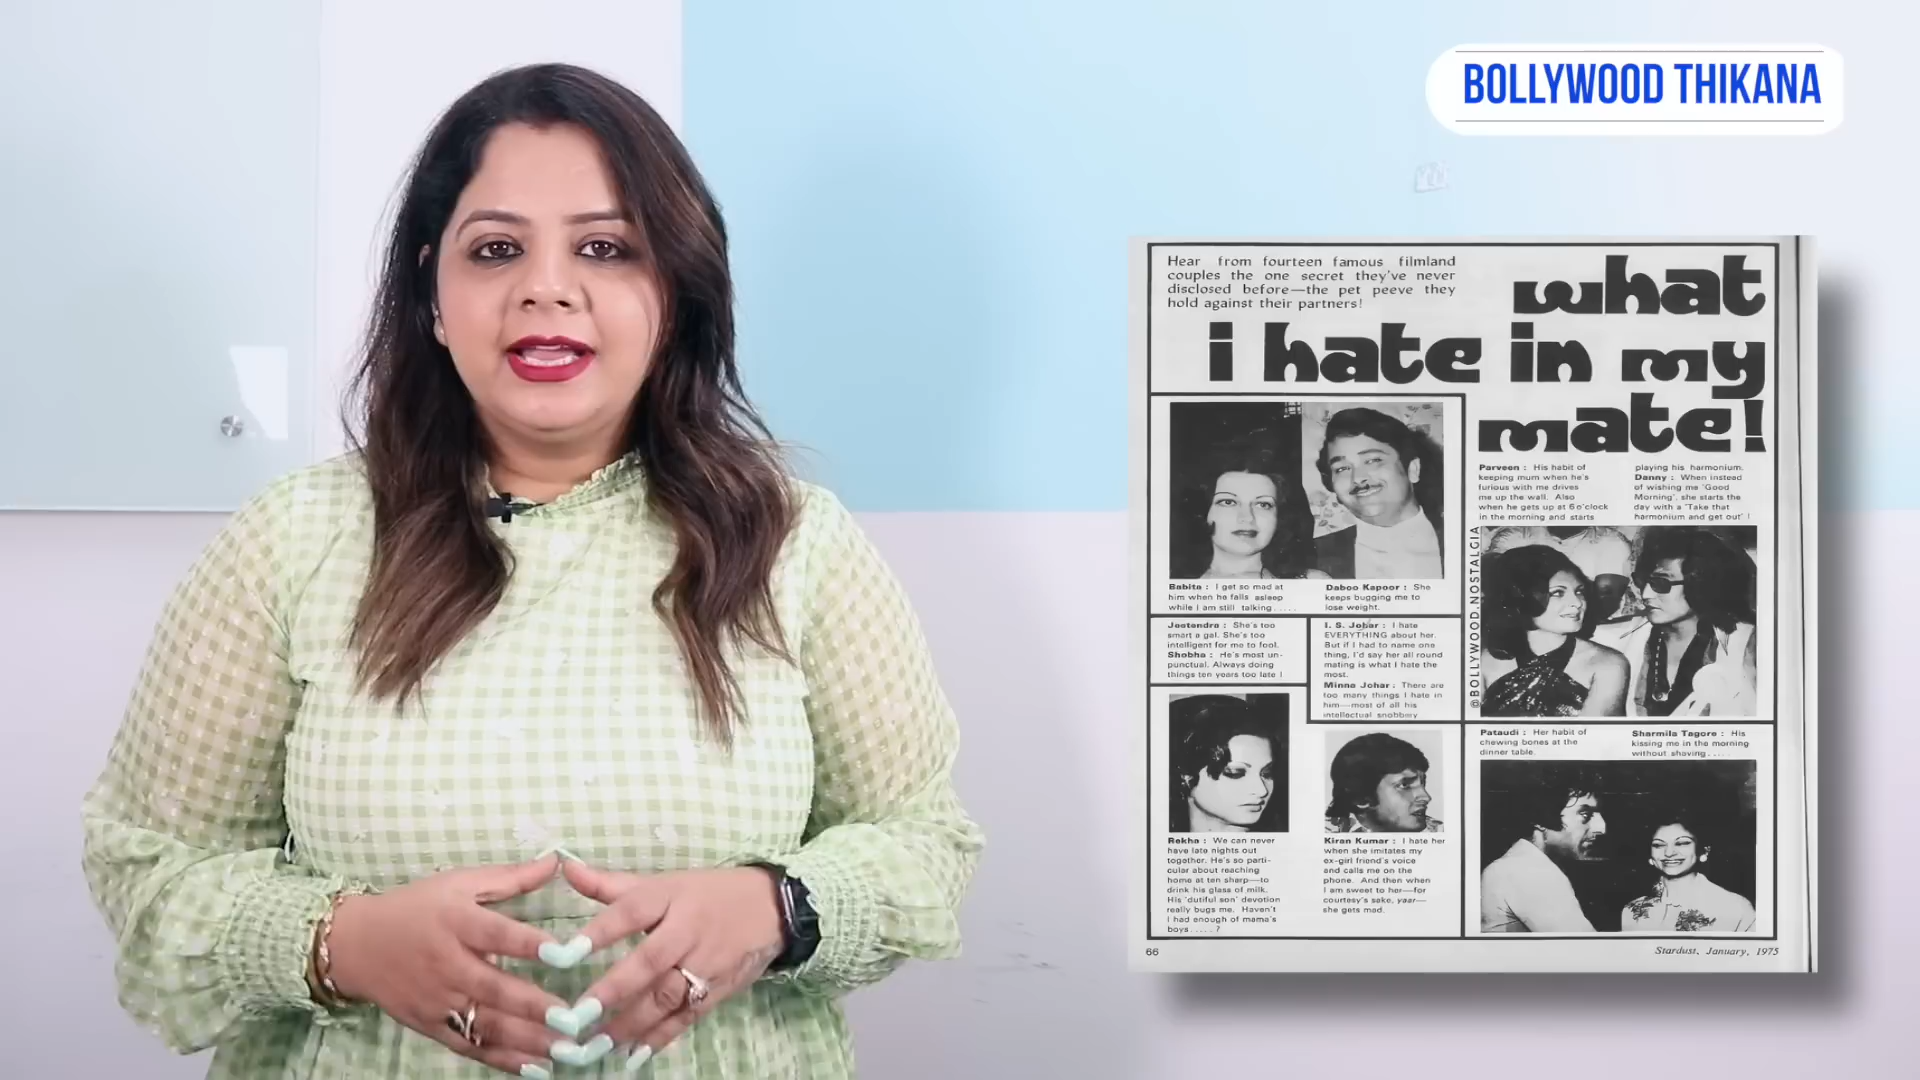 BOLLYWOOD THIKANA
Hear from fourteen famous filmland
couples the one secret they've never
disclosed before—the pet peeve they
hold against their partners!
what
i hate in my
mate!
Parveen : His habit of
keeping mum when he's
furious with me drives
me up the wall. Also
when he gets up at 6 o'clock
in the morning and starts
playing his harmonium.
Danny : When instead
of wishing me 'Good
Morning', she starts the
day with a 'Take that
harmonium and get out' !
Babita : I get so mad at
him when he falls asleep
while I am still talking.....
Daboo Kapoor : She
keeps bugging me to
lose weight.
Jeetendra : She's too
smart a gal. She's too
intelligent for me to fool.
Shobha : He's most un-
punctual. Always doing
things ten years too late !
I. S. Johar : I hate
EVERYTHING about her.
But if I had to name one
thing, I'd say her all round
mating is what I hate the
most.
Minna Johar : There are
too many things I hate in
him—most of all his
intellectual snobbery
@BOLLYWOOD.NOSTALGIA
Pataudi : Her habit of
chewing bones at the
dinner table.
Sharmila Tagore : His
kissing me in the morning
without shaving....
Rekha : We can never
have late nights out
together. He's so parti-
cular about reaching
home at ten sharp—to
drink his glass of milk.
His 'dutiful son' devotion
really bugs me. Haven't
I had enough of mama's
boys.....?
Kiran Kumar : I hate her
when she imitates my
ex-girl friend's voice
and calls me on the
phone. And then when
I am sweet to her—for
courtesy's sake, yaar—
she gets mad.
66
Stardust, January, 1975